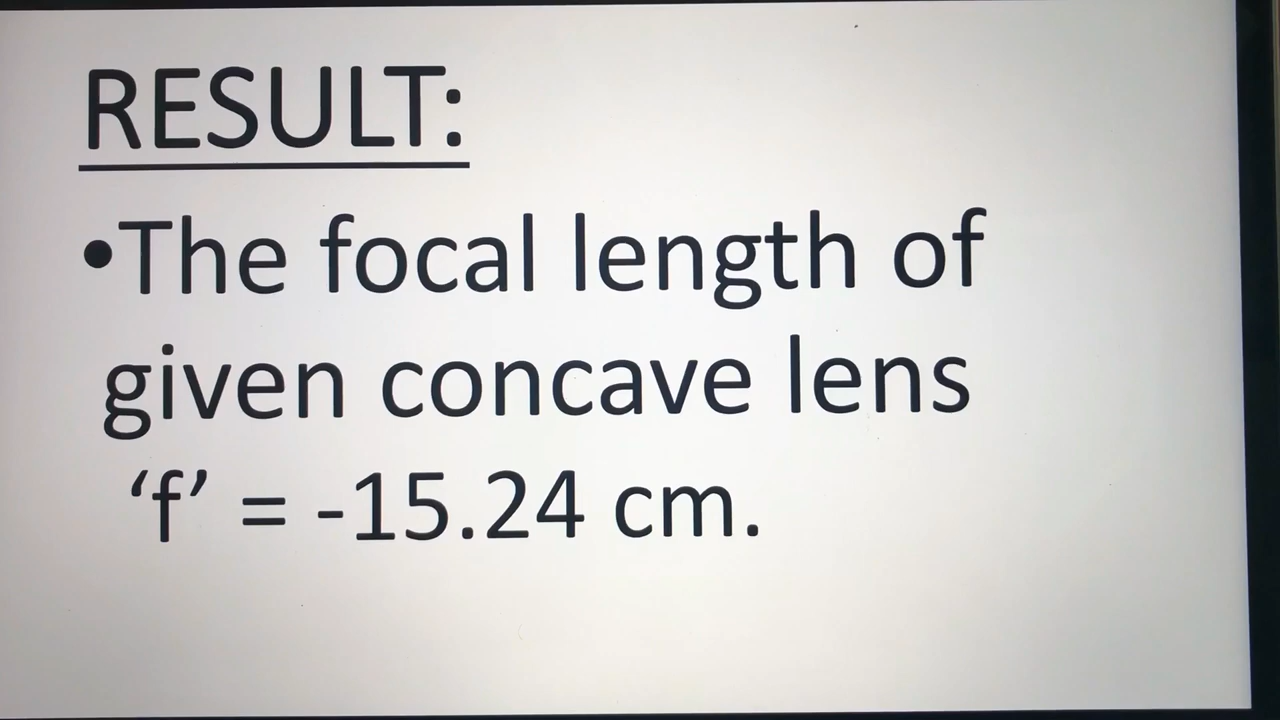 RESULT:
•The focal length of
given concave lens
‘f’ = -15.24 cm.